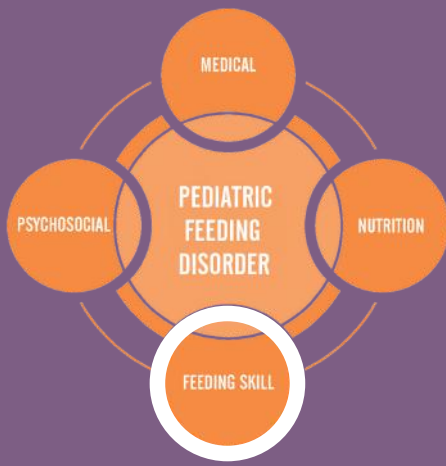 MEDICAL
PSYCHOSOCIAL
PEDIATRIC
FEEDING
DISORDER
NUTRITION
FEEDING SKILL